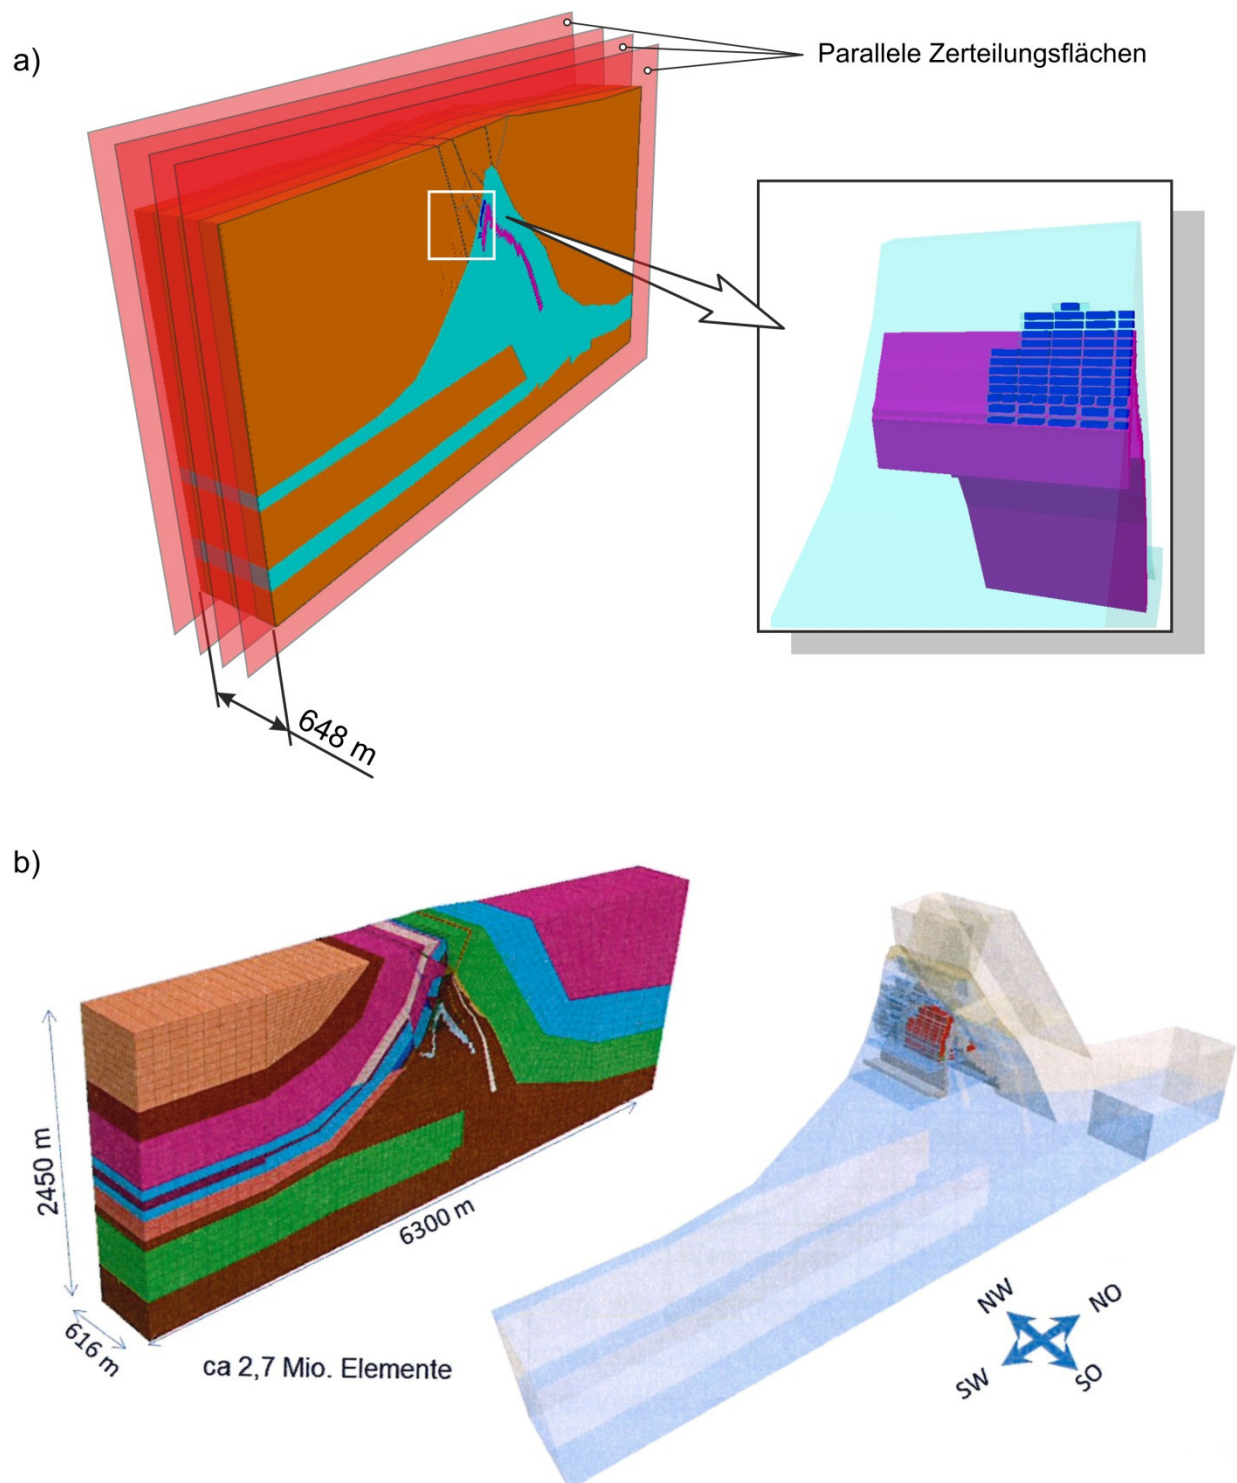 a)
Parallele Zerteilungsflächen
648 m
b)
2450 m
6300 m
616 m
ca 2,7 Mio. Elemente
NW
NO
SW
SO